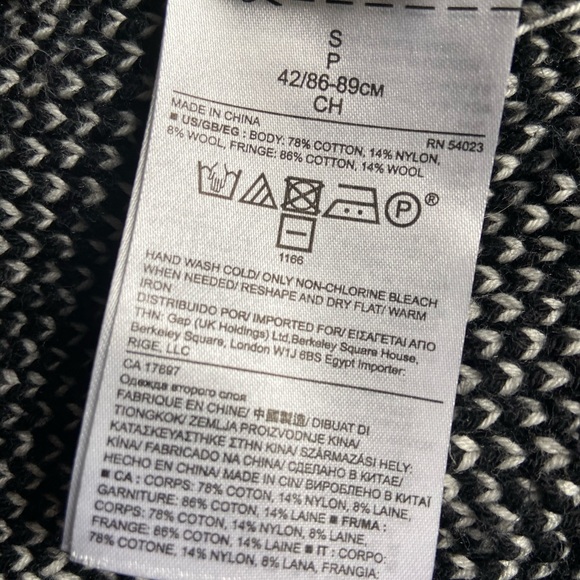 S
P
42/86-89см
CH
MADE IN CHINA
RN 54023
■ US/GB/EG : BODY: 78% COTTON, 14% NYLON,
8% WOOL, FRINGE: 86% COTTON, 14% WOOL
P ®
1166
HAND WASH COLD/ ONLY NON-CHLORINE BLEACH
WHEN NEEDED/ RESHAPE AND DRY FLAT/ WARM
IRON
DISTRIBUIDO POR/ IMPORTED FOR/ ΕΙΣΑΓΕΤΑΙ ΑΠΟ
THN: Gap (UK Holdings) Ltd,Berkeley Square House,
Berkeley Square, London W1J 6BS Egypt Importer:
RIGE, LLC
CA 17897
Одежда второго слоя
FABRIQUÉ EN CHINE/ 中國製造/ DIBUAT DI
TIONGKOK/ ZEMLJA PROIZVODNJE KINA/
ΚΑΤΑΣΚΕΥΑΣΤΗΚΕ ΣΤΗΝ ΚΙΝΑ/ SZÁRMAZÁSI HELY:
KÍNA/ FABRICADO NA CHINA/ СДЕЛАНО В КИТАЕ/
HECHO EN CHINA/ MADE IN CIN/ ВИРОБЛЕНО В КИТАЇ
■ CA : CORPS: 78% COTON, 14% NYLON, 8% LAINE,
GARNITURE: 86% COTON, 14% LAINE ■ FR/MA :
CORPS: 78% COTON, 14% NYLON, 8% LAINE,
FRANGE: 86% COTON, 14% LAINE ■ IT : CORPO:
78% COTONE, 14% NYLON, 8% LANA, FRANGIA: